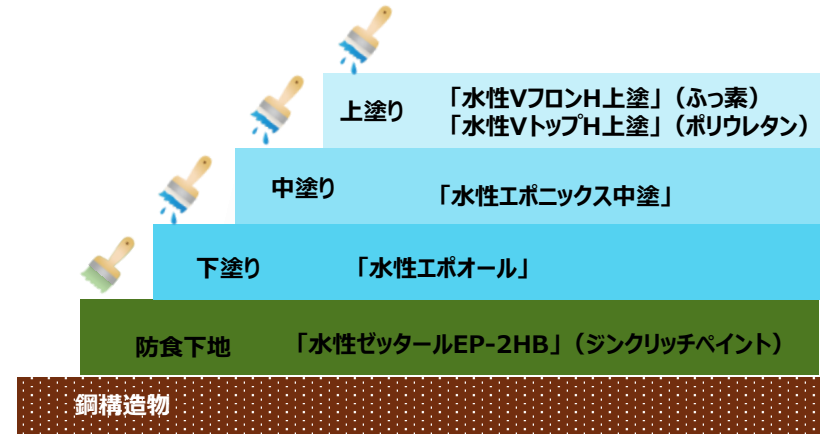 上塗り 「水性VフロンH上塗」（ふっ素）
「水性VトップH上塗」（ポリウレタン）
中塗り 「水性エポニックス中塗」
下塗り 「水性エポオール」
防食下地 「水性ゼッタールEP-2HB」（ジンクリッチペイント）
鋼構造物